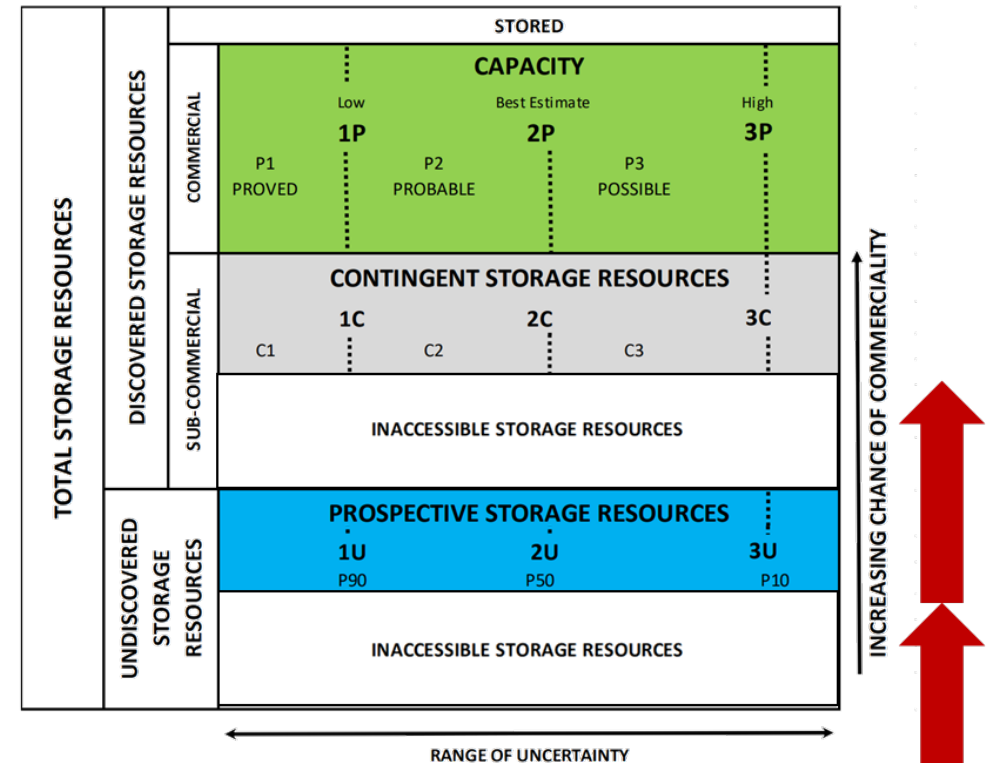 STORED
CAPACITY
Low
Best Estimate
High
1P
2P
3P
P1
PROVED
P2
PROBABLE
P3
POSSIBLE
CONTINGENT STORAGE RESOURCES
1C
2C
3C
C1
C2
C3
INACCESSIBLE STORAGE RESOURCES
PROSPECTIVE STORAGE RESOURCES
1U
2U
3U
P90
P50
P10
INACCESSIBLE STORAGE RESOURCES
TOTAL STORAGE RESOURCES
DISCOVERED STORAGE RESOURCES
COMMERCIAL
SUB-COMMERCIAL
UNDISCOVERED
STORAGE
RESOURCES
INCREASING CHANCE OF COMMERCIALITY
RANGE OF UNCERTAINTY